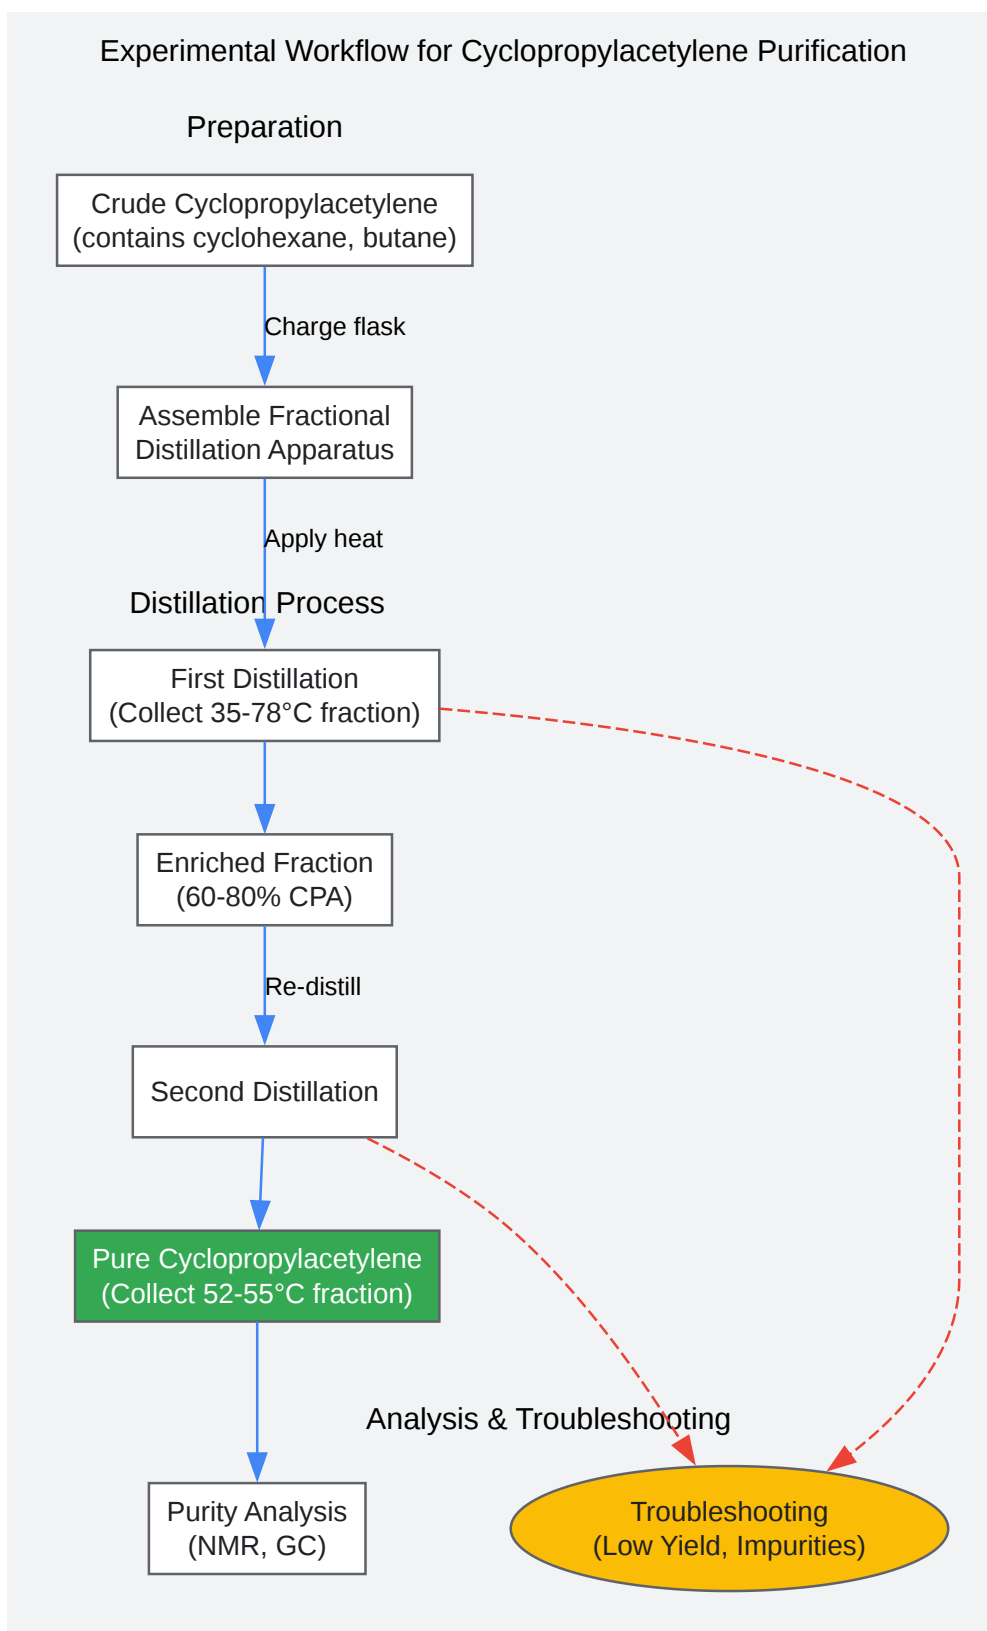 Experimental Workflow for Cyclopropylacetylene Purification
Preparation
Crude Cyclopropylacetylene
(contains cyclohexane, butane)
Charge flask
Assemble Fractional
Distillation Apparatus
Apply heat
Distillation Process
First Distillation
(Collect 35-78°C fraction)
Enriched Fraction
(60-80% CPA)
Re-distill
Second Distillation
Pure Cyclopropylacetylene
(Collect 52-55°C fraction)
Analysis & Troubleshooting
Purity Analysis
(NMR, GC)
Troubleshooting
(Low Yield, Impurities)